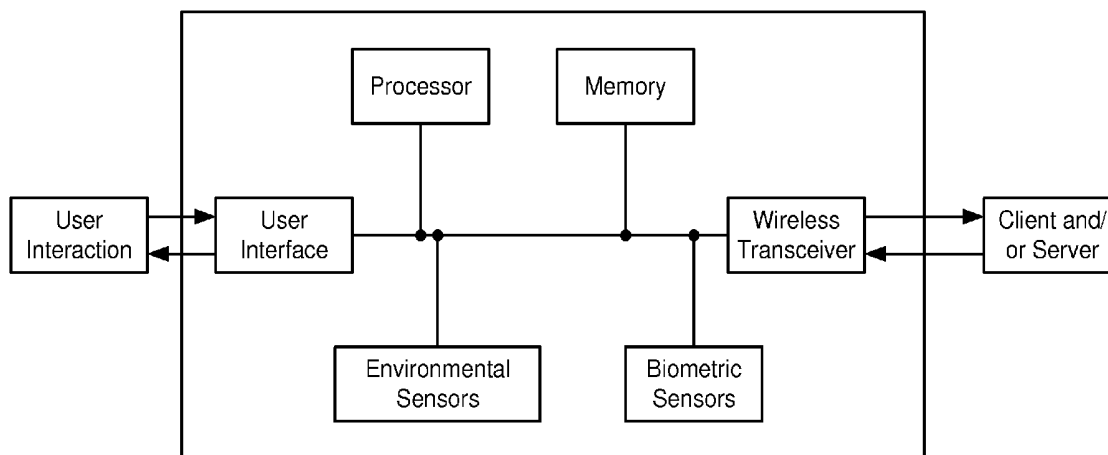 Processor
Memory
User
Interaction
User
Interface
Wireless
Transceiver
Client and/
or Server
Environmental
Sensors
Biometric
Sensors